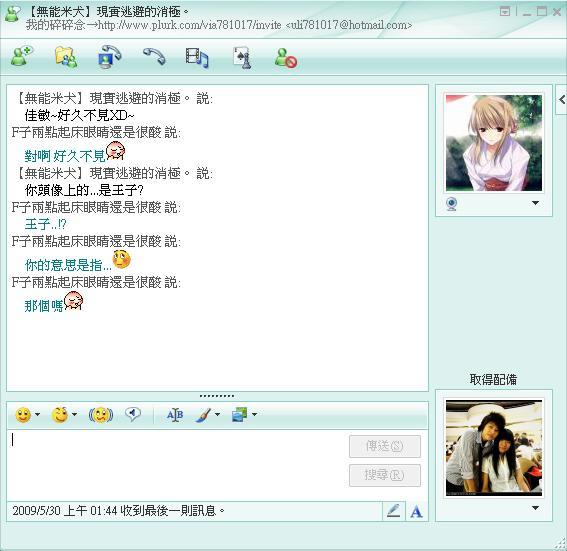 【無能米犬】現實逃避的消極。
我的碎碎念→http://www.plurk.com/via781017/invite <uli781017@hotmail.com>
【無能米犬】現實逃避的消極。 説:
佳敏~好久不見XD~
F子兩點起床眼睛還是很酸 説:
對啊 好久不見
【無能米犬】現實逃避的消極。 説:
你頭像上的...是王子?
F子兩點起床眼睛還是很酸 説:
王子..!?
F子兩點起床眼睛還是很酸 説:
你的意思是指...
F子兩點起床眼睛還是很酸 説:
那個嗎
取得配備
傳送(S)
搜尋(R)
2009/5/30 上午 01:44 收到最後一則訊息。